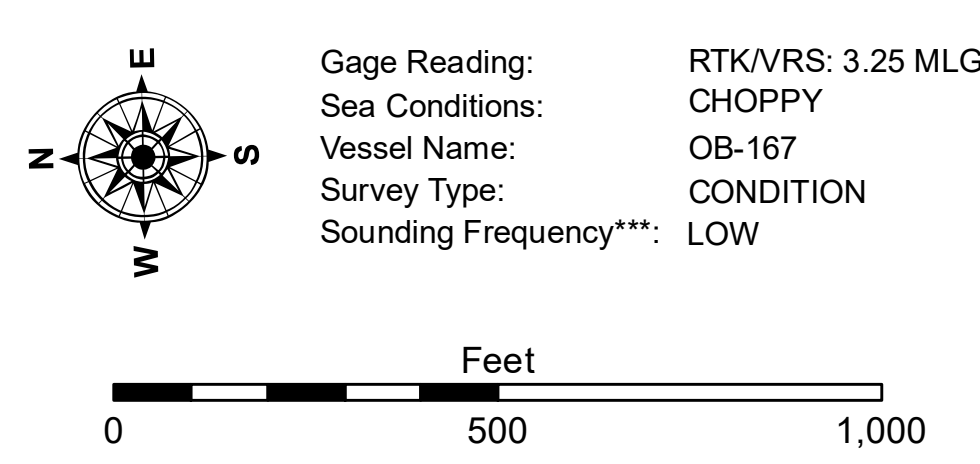 E
N
S
W
Gage Reading: RTK/VRS: 3.25 MLG
Sea Conditions: CHOPPY
Vessel Name: OB-167
Survey Type: CONDITION
Sounding Frequency***: LOW
Feet
0 500 1,000